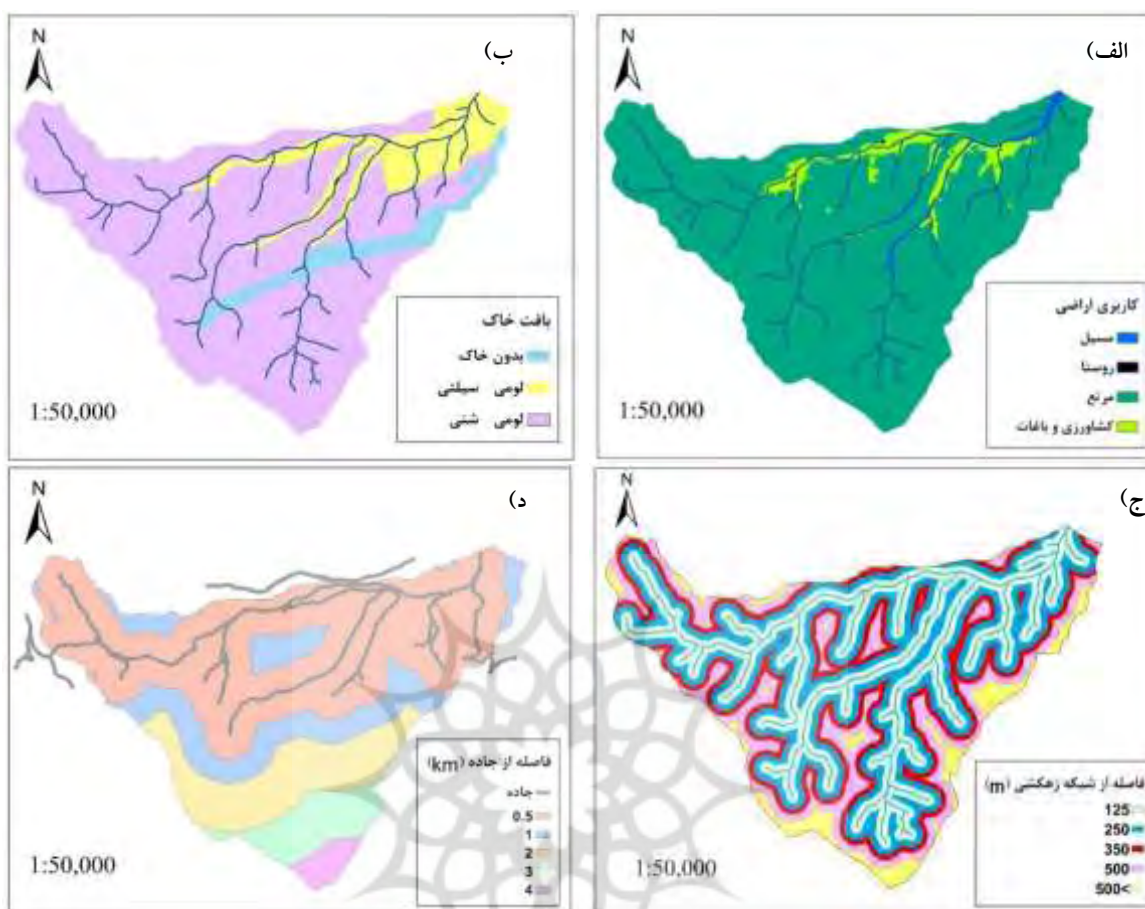 الف)
N
کاربری اراضی
مسیل
روستا
مرتع
کشاورزی و باغات
1:50,000
ب)
N
بافت خاک
بدون خاک
لومی سیلتی
لومی شنی
1:50,000
ج)
N
فاصله از شبکه زهکشی (m)
125
250
350
500
500<
1:50,000
د)
N
فاصله از جاده (km)
جاده
0.5
1
2
3
4
1:50,000